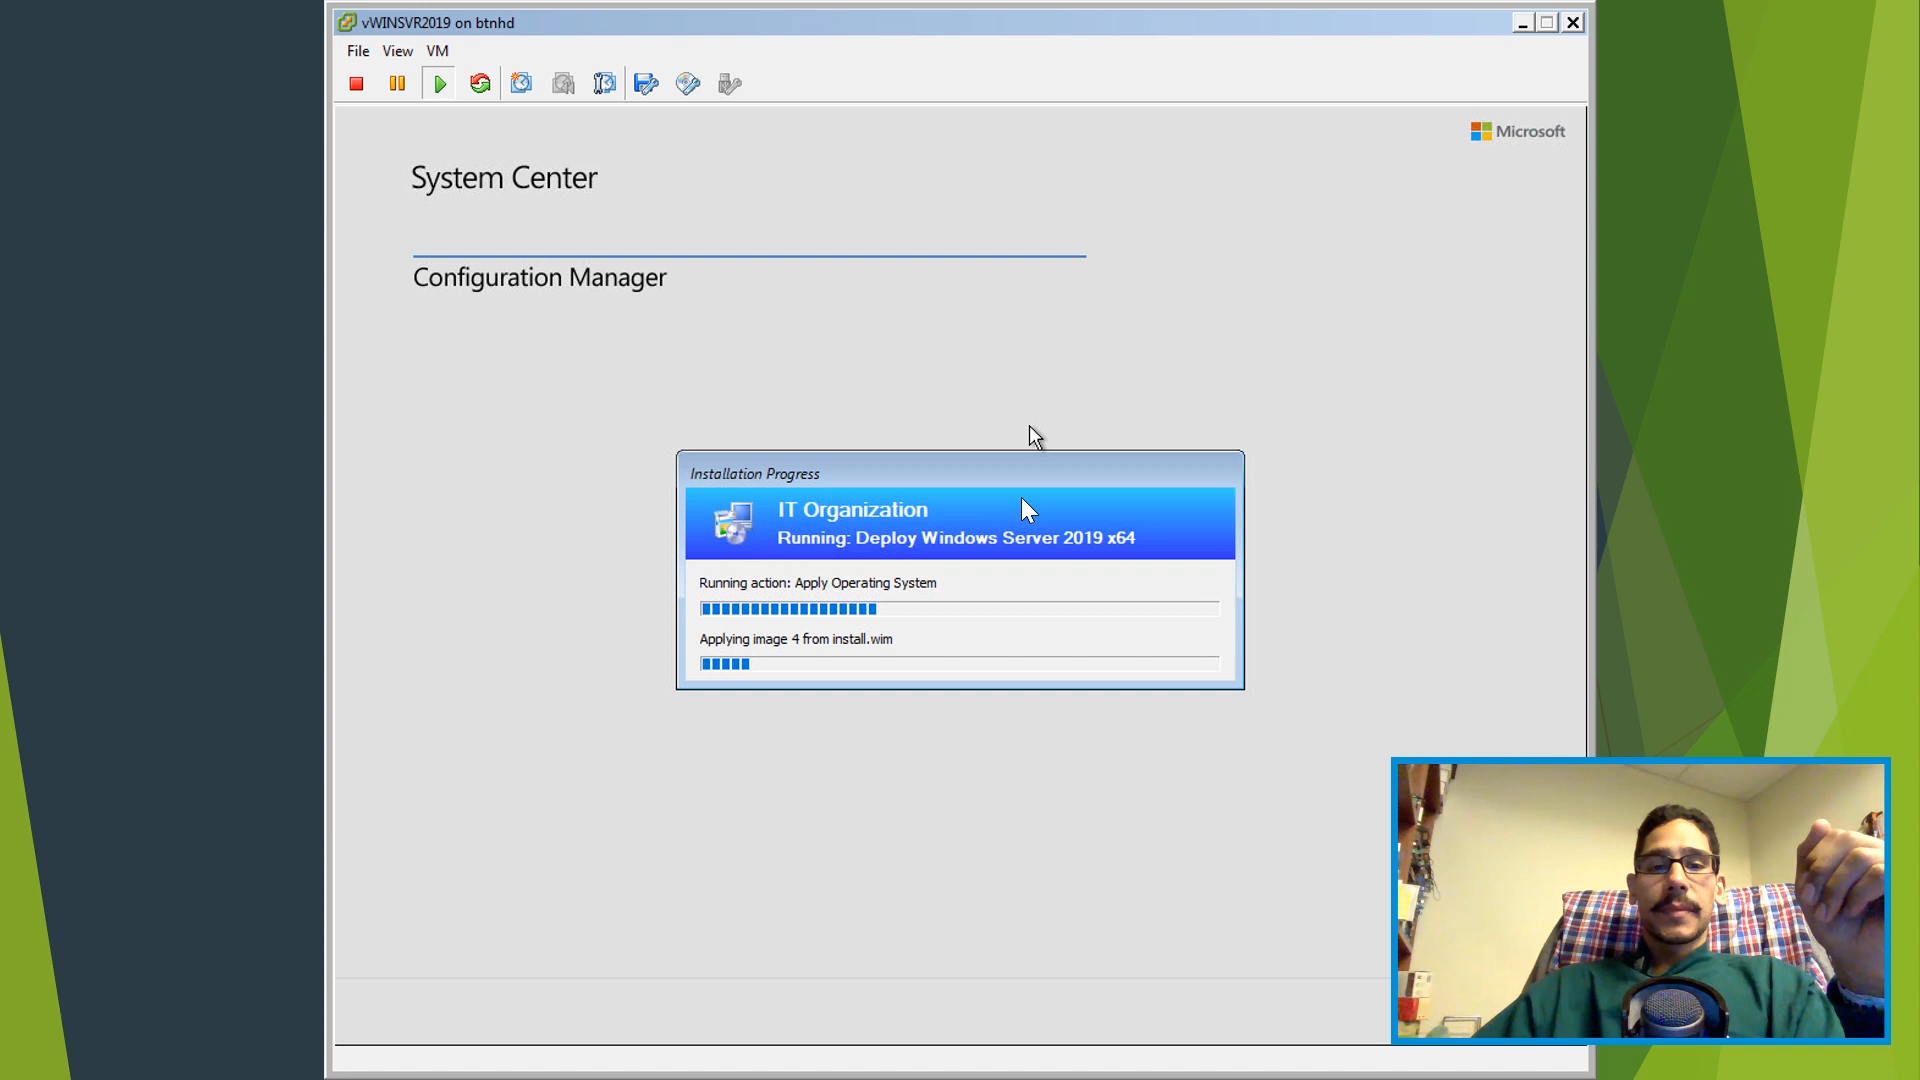 vWINSVR2019 on btnhd
File View VM
Microsoft
System Center
Configuration Manager
Installation Progress
IT Organization
Running: Deploy Windows Server 2019 x64
Running action: Apply Operating System
Applying image 4 from install.wim